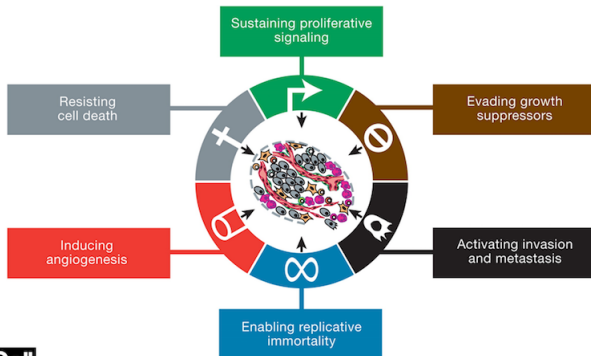 Sustaining proliferative
signaling
Resisting
cell death
Evading growth
suppressors
Inducing
angiogenesis
Activating invasion
and metastasis
Enabling replicative
immortality